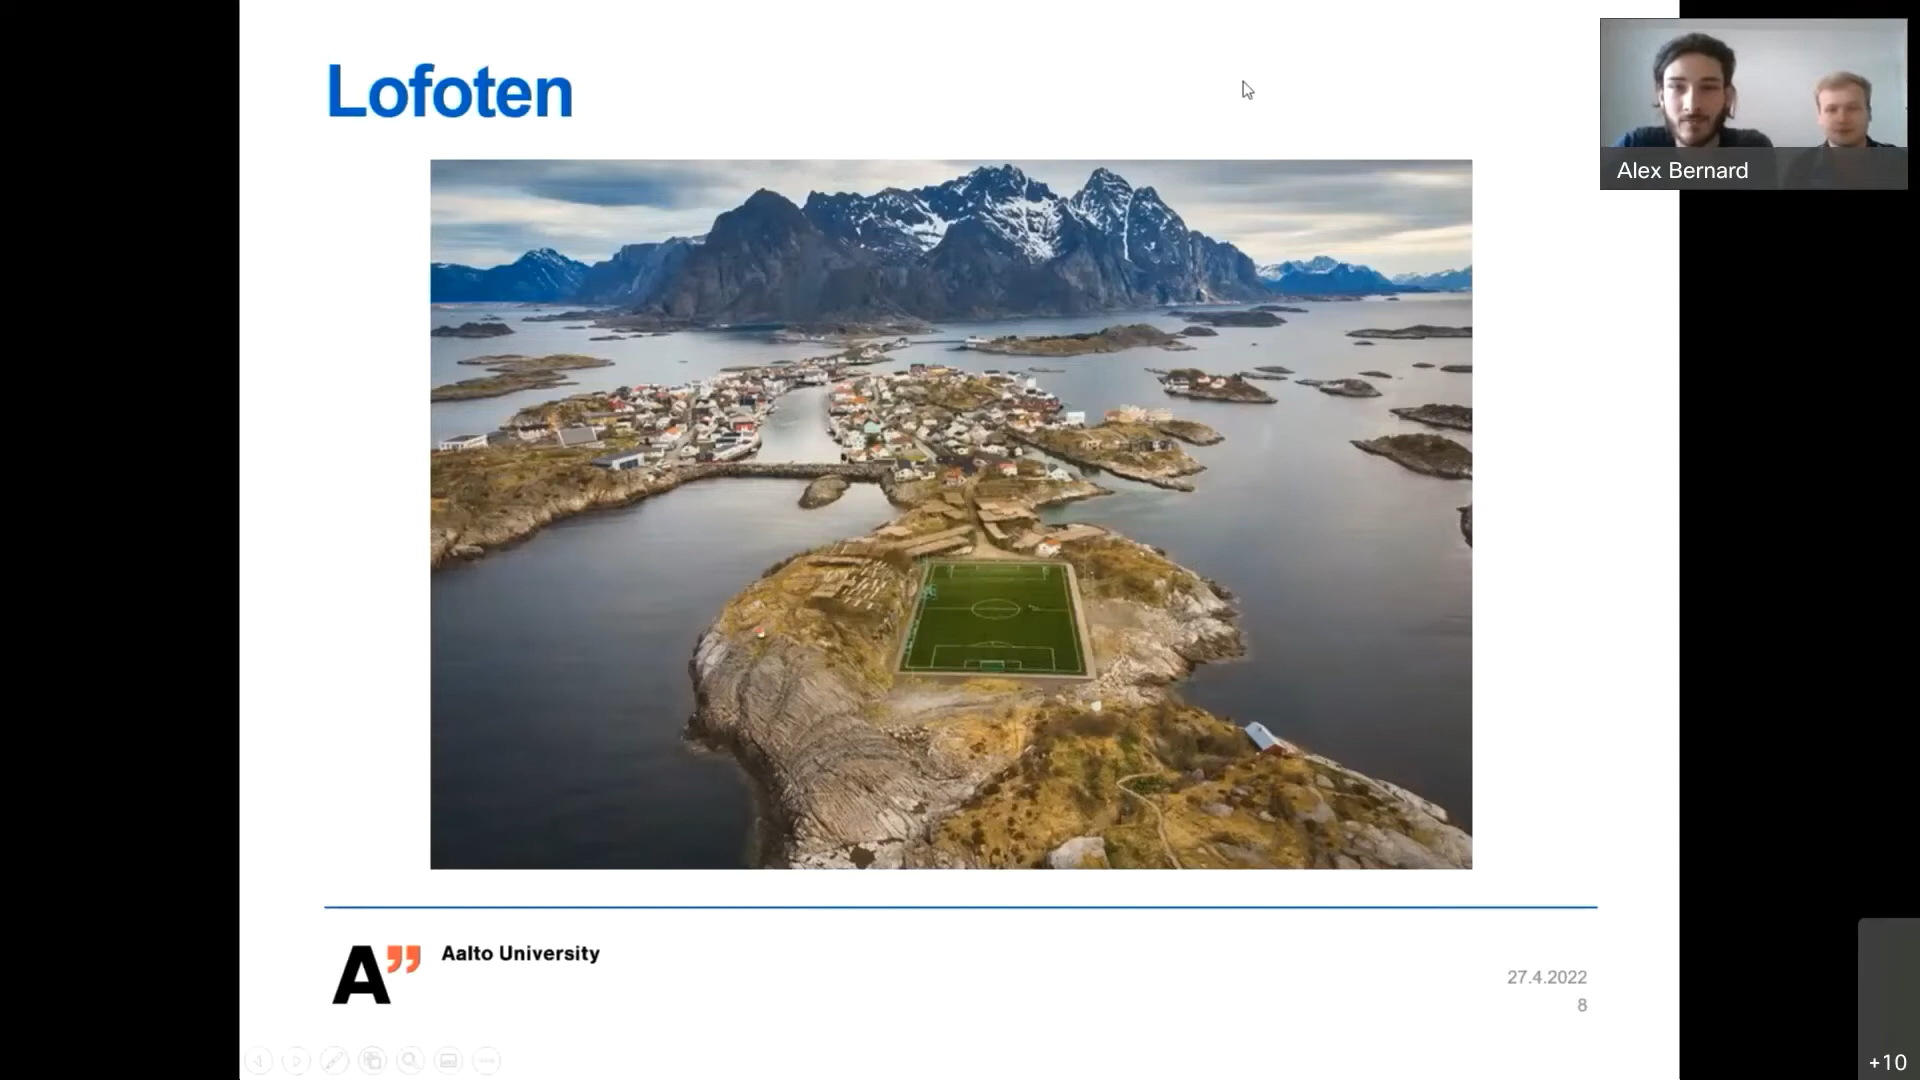 Lofoten
Alex Bernard
A”
Aalto University
27.4.2022
8
+10